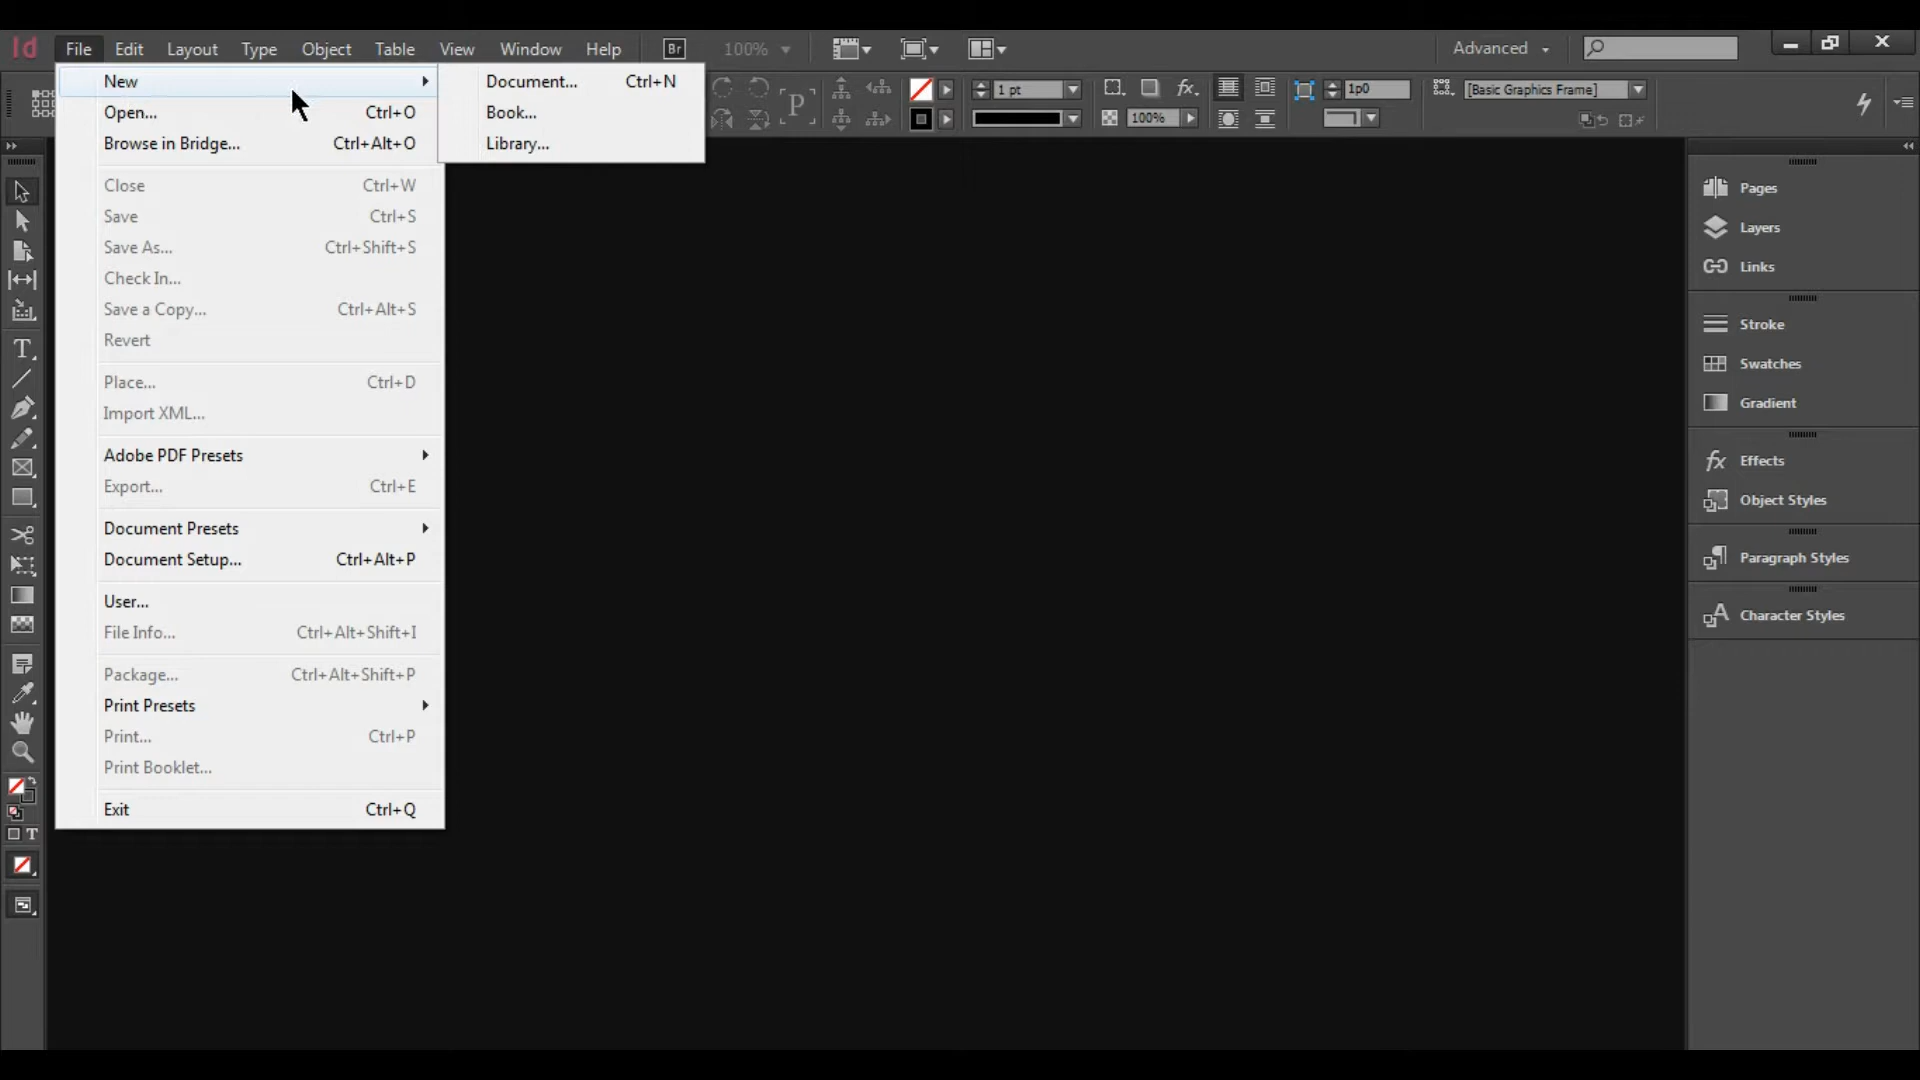 Id File Edit Layout Type Object Table View Window Help Br 100% Advanced
New
Document... Ctrl+N
Open... Ctrl+O
Book...
Browse in Bridge... Ctrl+Alt+O
Library...
P
fx
1 pt
100%
1p0
[Basic Graphics Frame]
Close Ctrl+W
Save Ctrl+S
Save As... Ctrl+Shift+S
Check In...
Save a Copy... Ctrl+Alt+S
Revert
Place... Ctrl+D
Import XML...
Adobe PDF Presets
Export... Ctrl+E
Document Presets
Document Setup... Ctrl+Alt+P
User...
File Info... Ctrl+Alt+Shift+I
Package... Ctrl+Alt+Shift+P
Print Presets
Print... Ctrl+P
Print Booklet...
Exit Ctrl+Q
T
T
Pages
Layers
Links
Stroke
Swatches
Gradient
fx Effects
Object Styles
Paragraph Styles
A Character Styles